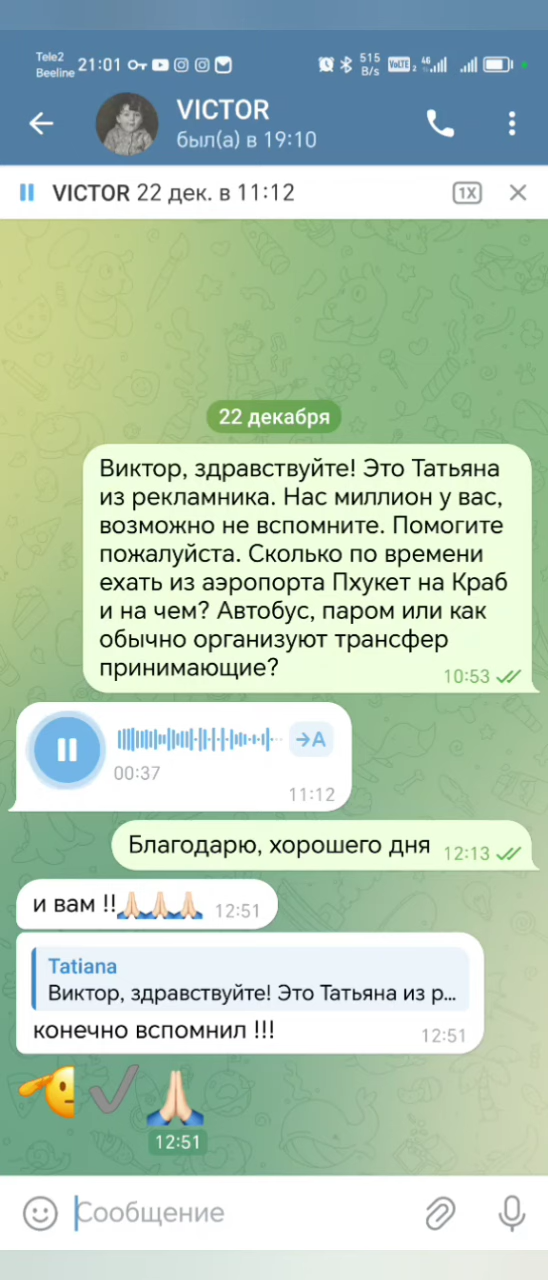 Tele2
Beeline
21:01
515
B/s
VoLTE
2
4G
VICTOR
был(а) в 19:10
VICTOR 22 дек. в 11:12
1X
22 декабря
Виктор, здравствуйте! Это Татьяна
из рекламника. Нас миллион у вас,
возможно не вспомните. Помогите
пожалуйста. Сколько по времени
ехать из аэропорта Пхукет на Краб
и на чем? Автобус, паром или как
обычно организуют трансфер
принимающие?
10:53
→A
00:37
11:12
Благодарю, хорошего дня 12:13
и вам !!🙏🏻🙏🏻🙏🏻 12:51
Tatiana
Виктор, здравствуйте! Это Татьяна из р...
конечно вспомнил !!! 12:51
12:51
Сообщение